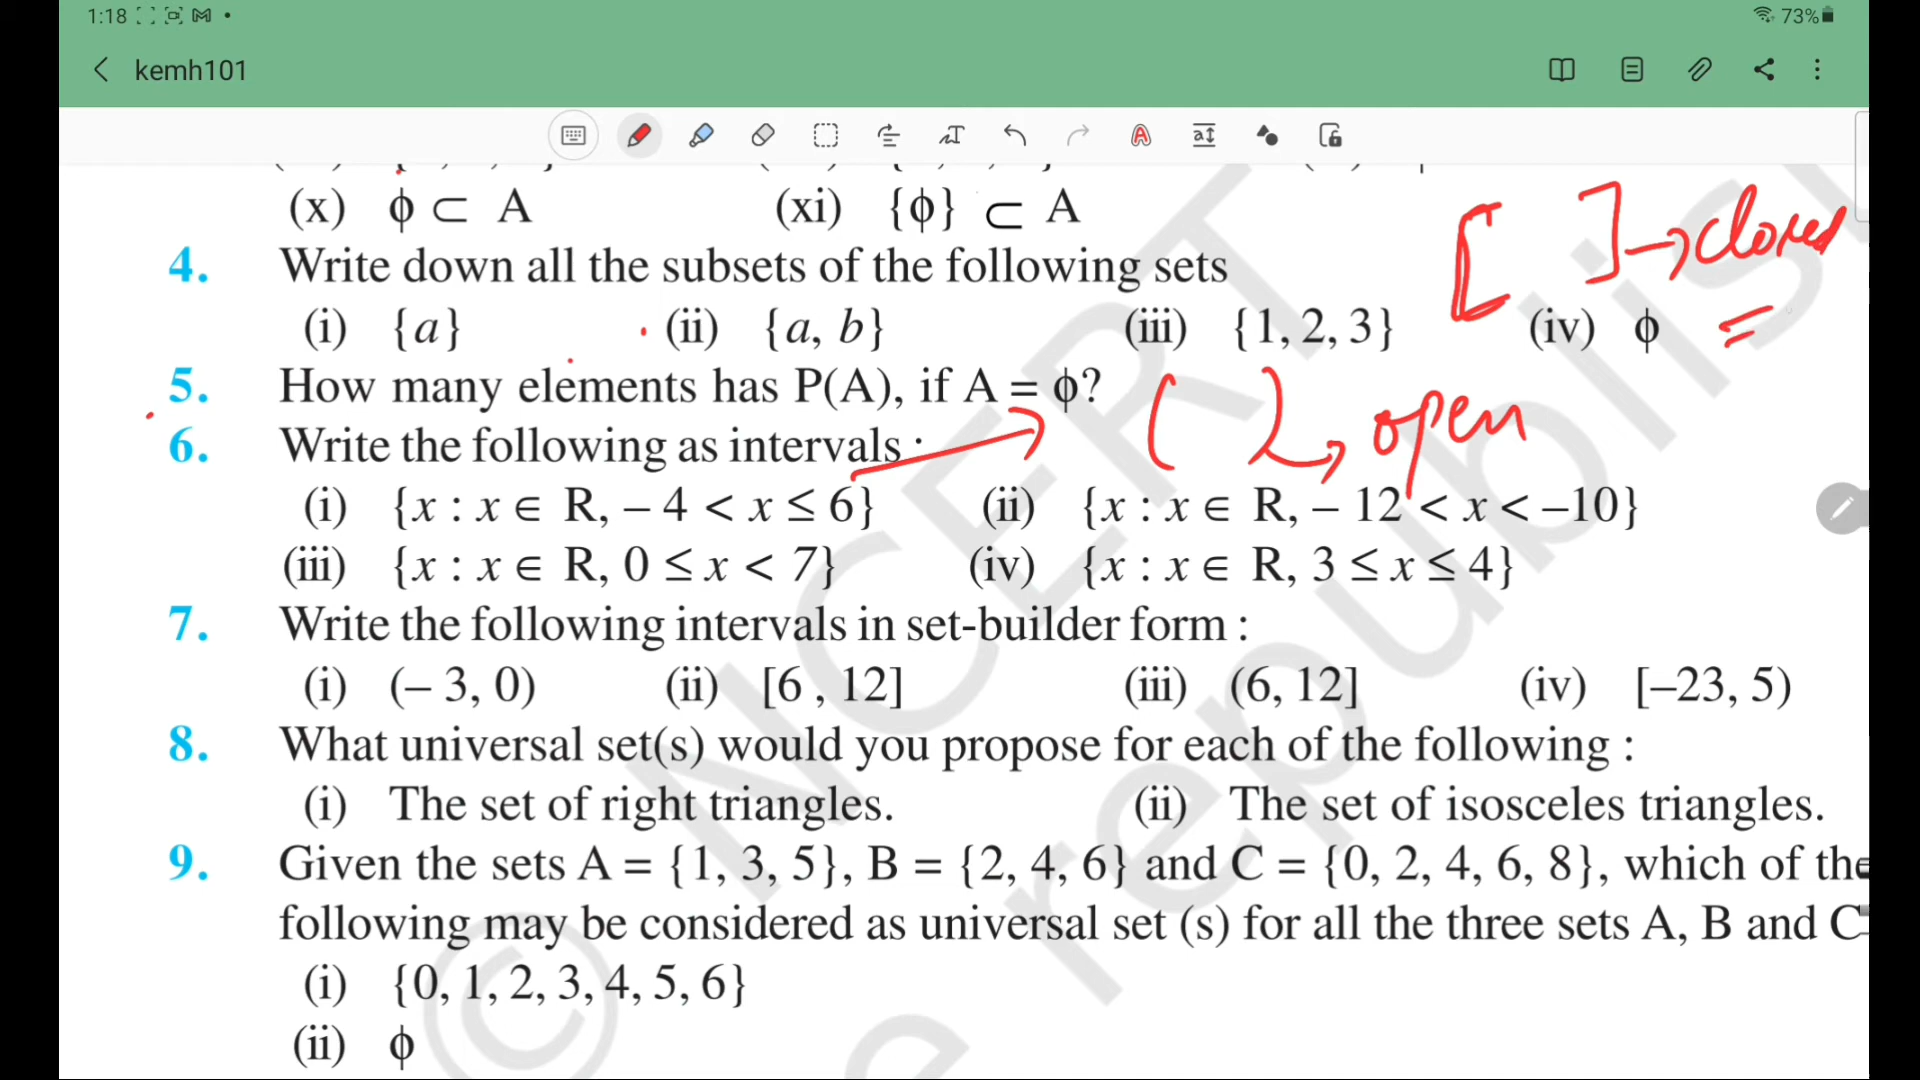 1:18
73%
kemh101
(x) ϕ ⊂ A (xi) {ϕ} ⊂ A
[ ]→closed
4. Write down all the subsets of the following sets
(i) {a} (ii) {a, b} (iii) {1, 2, 3} (iv) ϕ
5. How many elements has P(A), if A = ϕ?
( ) → open
6. Write the following as intervals :
(i) {x : x ∈ R, – 4 < x ≤ 6} (ii) {x : x ∈ R, – 12 < x < –10}
(iii) {x : x ∈ R, 0 ≤ x < 7} (iv) {x : x ∈ R, 3 ≤ x ≤ 4}
7. Write the following intervals in set-builder form :
(i) (– 3, 0) (ii) [6 , 12] (iii) (6, 12] (iv) [–23, 5)
8. What universal set(s) would you propose for each of the following :
(i) The set of right triangles. (ii) The set of isosceles triangles.
9. Given the sets A = {1, 3, 5}, B = {2, 4, 6} and C = {0, 2, 4, 6, 8}, which of the
following may be considered as universal set (s) for all the three sets A, B and C
(i) {0, 1, 2, 3, 4, 5, 6}
(ii) ϕ
© NCERT
republis